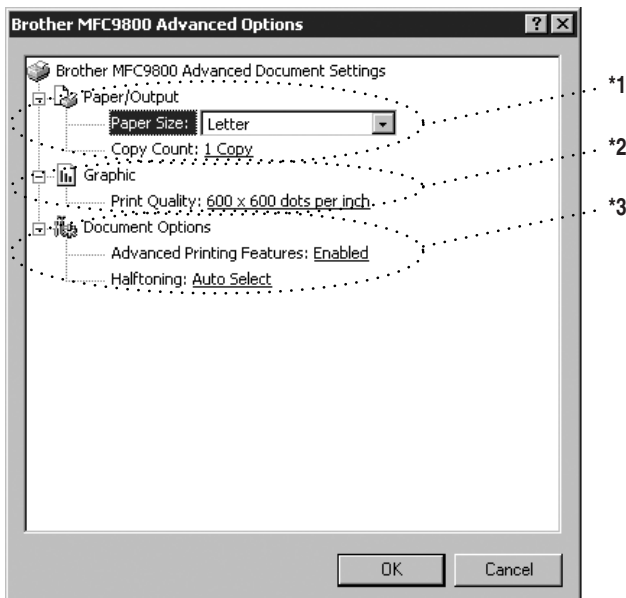 Brother MFC9800 Advanced Options
Brother MFC9800 Advanced Document Settings
Paper/Output
Paper Size: Letter
Copy Count: 1 Copy
Graphic
Print Quality: 600 x 600 dots per inch
Document Options
Advanced Printing Features: Enabled
Halftoning: Auto Select
*1
*2
*3
OK
Cancel